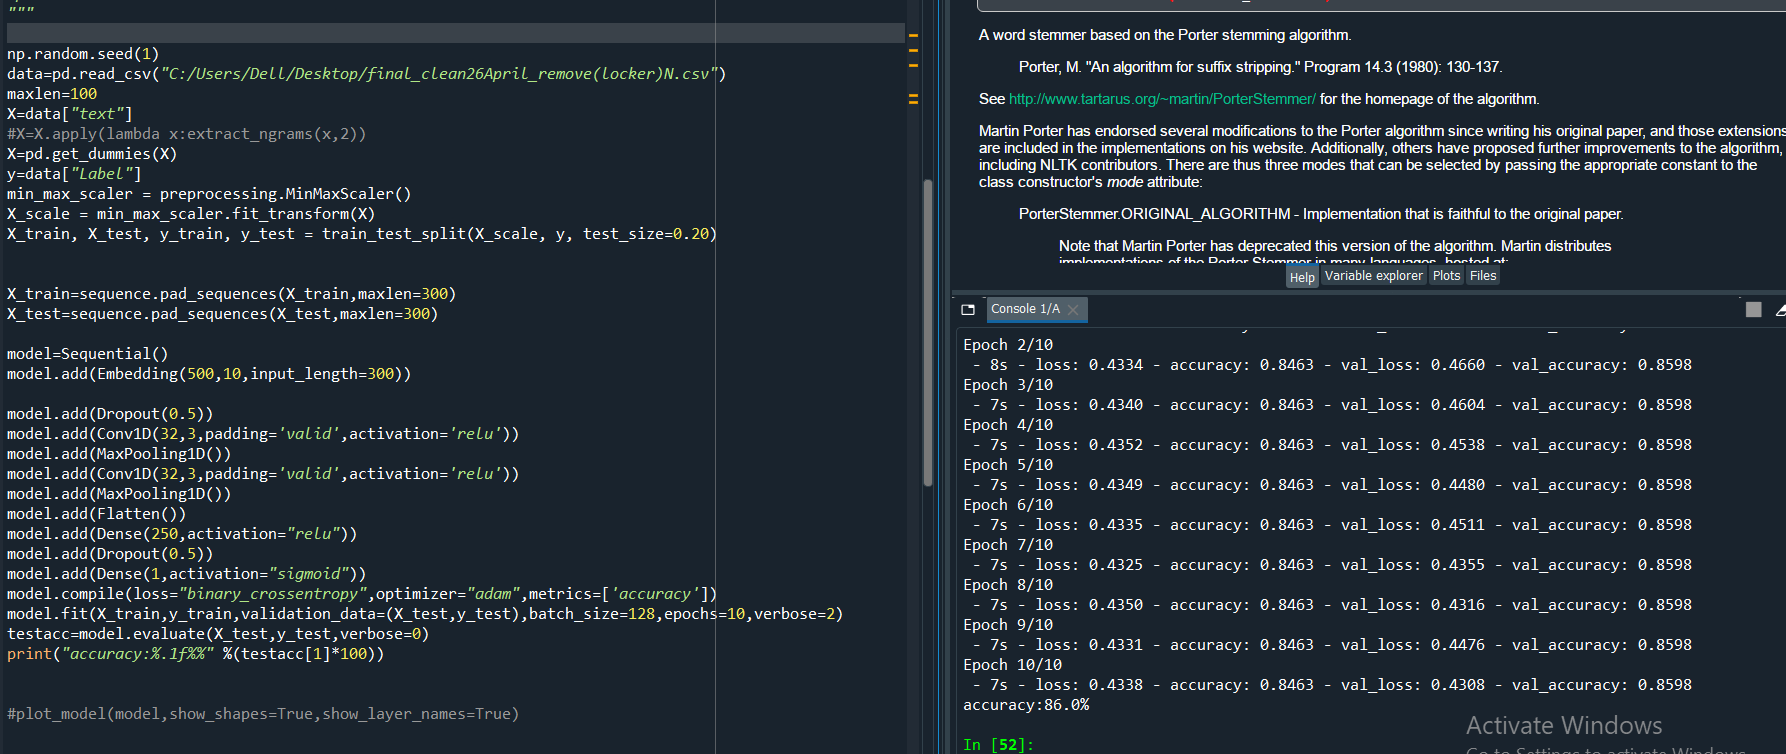 """
np.random.seed(1)
data=pd.read_csv("C:/Users/Dell/Desktop/final_clean26April_remove(locker)N.csv")
maxlen=100
X=data["text"]
#X=X.apply(lambda x:extract_ngrams(x,2))
X=pd.get_dummies(X)
y=data["Label"]
min_max_scaler = preprocessing.MinMaxScaler()
X_scale = min_max_scaler.fit_transform(X)
X_train, X_test, y_train, y_test = train_test_split(X_scale, y, test_size=0.20)
X_train=sequence.pad_sequences(X_train,maxlen=300)
X_test=sequence.pad_sequences(X_test,maxlen=300)
model=Sequential()
model.add(Embedding(500,10,input_length=300))
model.add(Dropout(0.5))
model.add(Conv1D(32,3,padding='valid',activation='relu'))
model.add(MaxPooling1D())
model.add(Conv1D(32,3,padding='valid',activation='relu'))
model.add(MaxPooling1D())
model.add(Flatten())
model.add(Dense(250,activation="relu"))
model.add(Dropout(0.5))
model.add(Dense(1,activation="sigmoid"))
model.compile(loss="binary_crossentropy",optimizer="adam",metrics=['accuracy'])
model.fit(X_train,y_train,validation_data=(X_test,y_test),batch_size=128,epochs=10,verbose=2)
testacc=model.evaluate(X_test,y_test,verbose=0)
print("accuracy:%.1f%%" %(testacc[1]*100))
#plot_model(model,show_shapes=True,show_layer_names=True)
A word stemmer based on the Porter stemming algorithm.
Porter, M. "An algorithm for suffix stripping." Program 14.3 (1980): 130-137.
See http://www.tartarus.org/~martin/PorterStemmer/ for the homepage of the algorithm.
Martin Porter has endorsed several modifications to the Porter algorithm since writing his original paper, and those extensions
are included in the implementations on his website. Additionally, others have proposed further improvements to the algorithm,
including NLTK contributors. There are thus three modes that can be selected by passing the appropriate constant to the
class constructor's mode attribute:
PorterStemmer.ORIGINAL_ALGORITHM - Implementation that is faithful to the original paper.
Note that Martin Porter has deprecated this version of the algorithm. Martin distributes
implementations of the Porter Stemmer in many languages, hosted at:
Help Variable explorer Plots Files
Console 1/A
Epoch 2/10
- 8s - loss: 0.4334 - accuracy: 0.8463 - val_loss: 0.4660 - val_accuracy: 0.8598
Epoch 3/10
- 7s - loss: 0.4340 - accuracy: 0.8463 - val_loss: 0.4604 - val_accuracy: 0.8598
Epoch 4/10
- 7s - loss: 0.4352 - accuracy: 0.8463 - val_loss: 0.4538 - val_accuracy: 0.8598
Epoch 5/10
- 7s - loss: 0.4349 - accuracy: 0.8463 - val_loss: 0.4480 - val_accuracy: 0.8598
Epoch 6/10
- 7s - loss: 0.4335 - accuracy: 0.8463 - val_loss: 0.4511 - val_accuracy: 0.8598
Epoch 7/10
- 7s - loss: 0.4325 - accuracy: 0.8463 - val_loss: 0.4355 - val_accuracy: 0.8598
Epoch 8/10
- 7s - loss: 0.4350 - accuracy: 0.8463 - val_loss: 0.4316 - val_accuracy: 0.8598
Epoch 9/10
- 7s - loss: 0.4331 - accuracy: 0.8463 - val_loss: 0.4476 - val_accuracy: 0.8598
Epoch 10/10
- 7s - loss: 0.4338 - accuracy: 0.8463 - val_loss: 0.4308 - val_accuracy: 0.8598
accuracy:86.0%
In [52]:
Activate Windows
Go to Settings to activate Windows